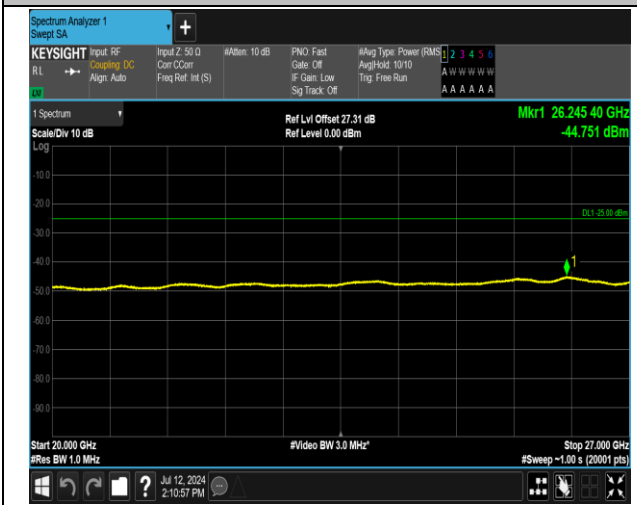 Spectrum Analyzer 1
Swept SA
+
KEYSIGHT Input: RF Input Z: 50 Ω #Atten: 10 dB PNO: Fast #Avg Type: Power (RMS 1 2 3 4 5 6
RL Coupling: DC Corr CCorr Gate: Off Avg|Hold: 10/10 A W W W W W
Align: Auto Freq Ref: Int (S) IF Gain: Low Trig: Free Run
LXI Sig Track: Off A A A A A A
1 Spectrum Ref Lvl Offset 27.31 dB Mkr1 26.245 40 GHz
Scale/Div 10 dB Ref Level 0.00 dBm -44.751 dBm
Log
-10.0
-20.0
DL1 -25.00 dBm
-30.0
-40.0
1
-50.0
-60.0
-70.0
-80.0
-90.0
Start 20.000 GHz #Video BW 3.0 MHz* Stop 27.000 GHz
#Res BW 1.0 MHz #Sweep ~1.00 s (20001 pts)
? Jul 12, 2024
2:10:57 PM